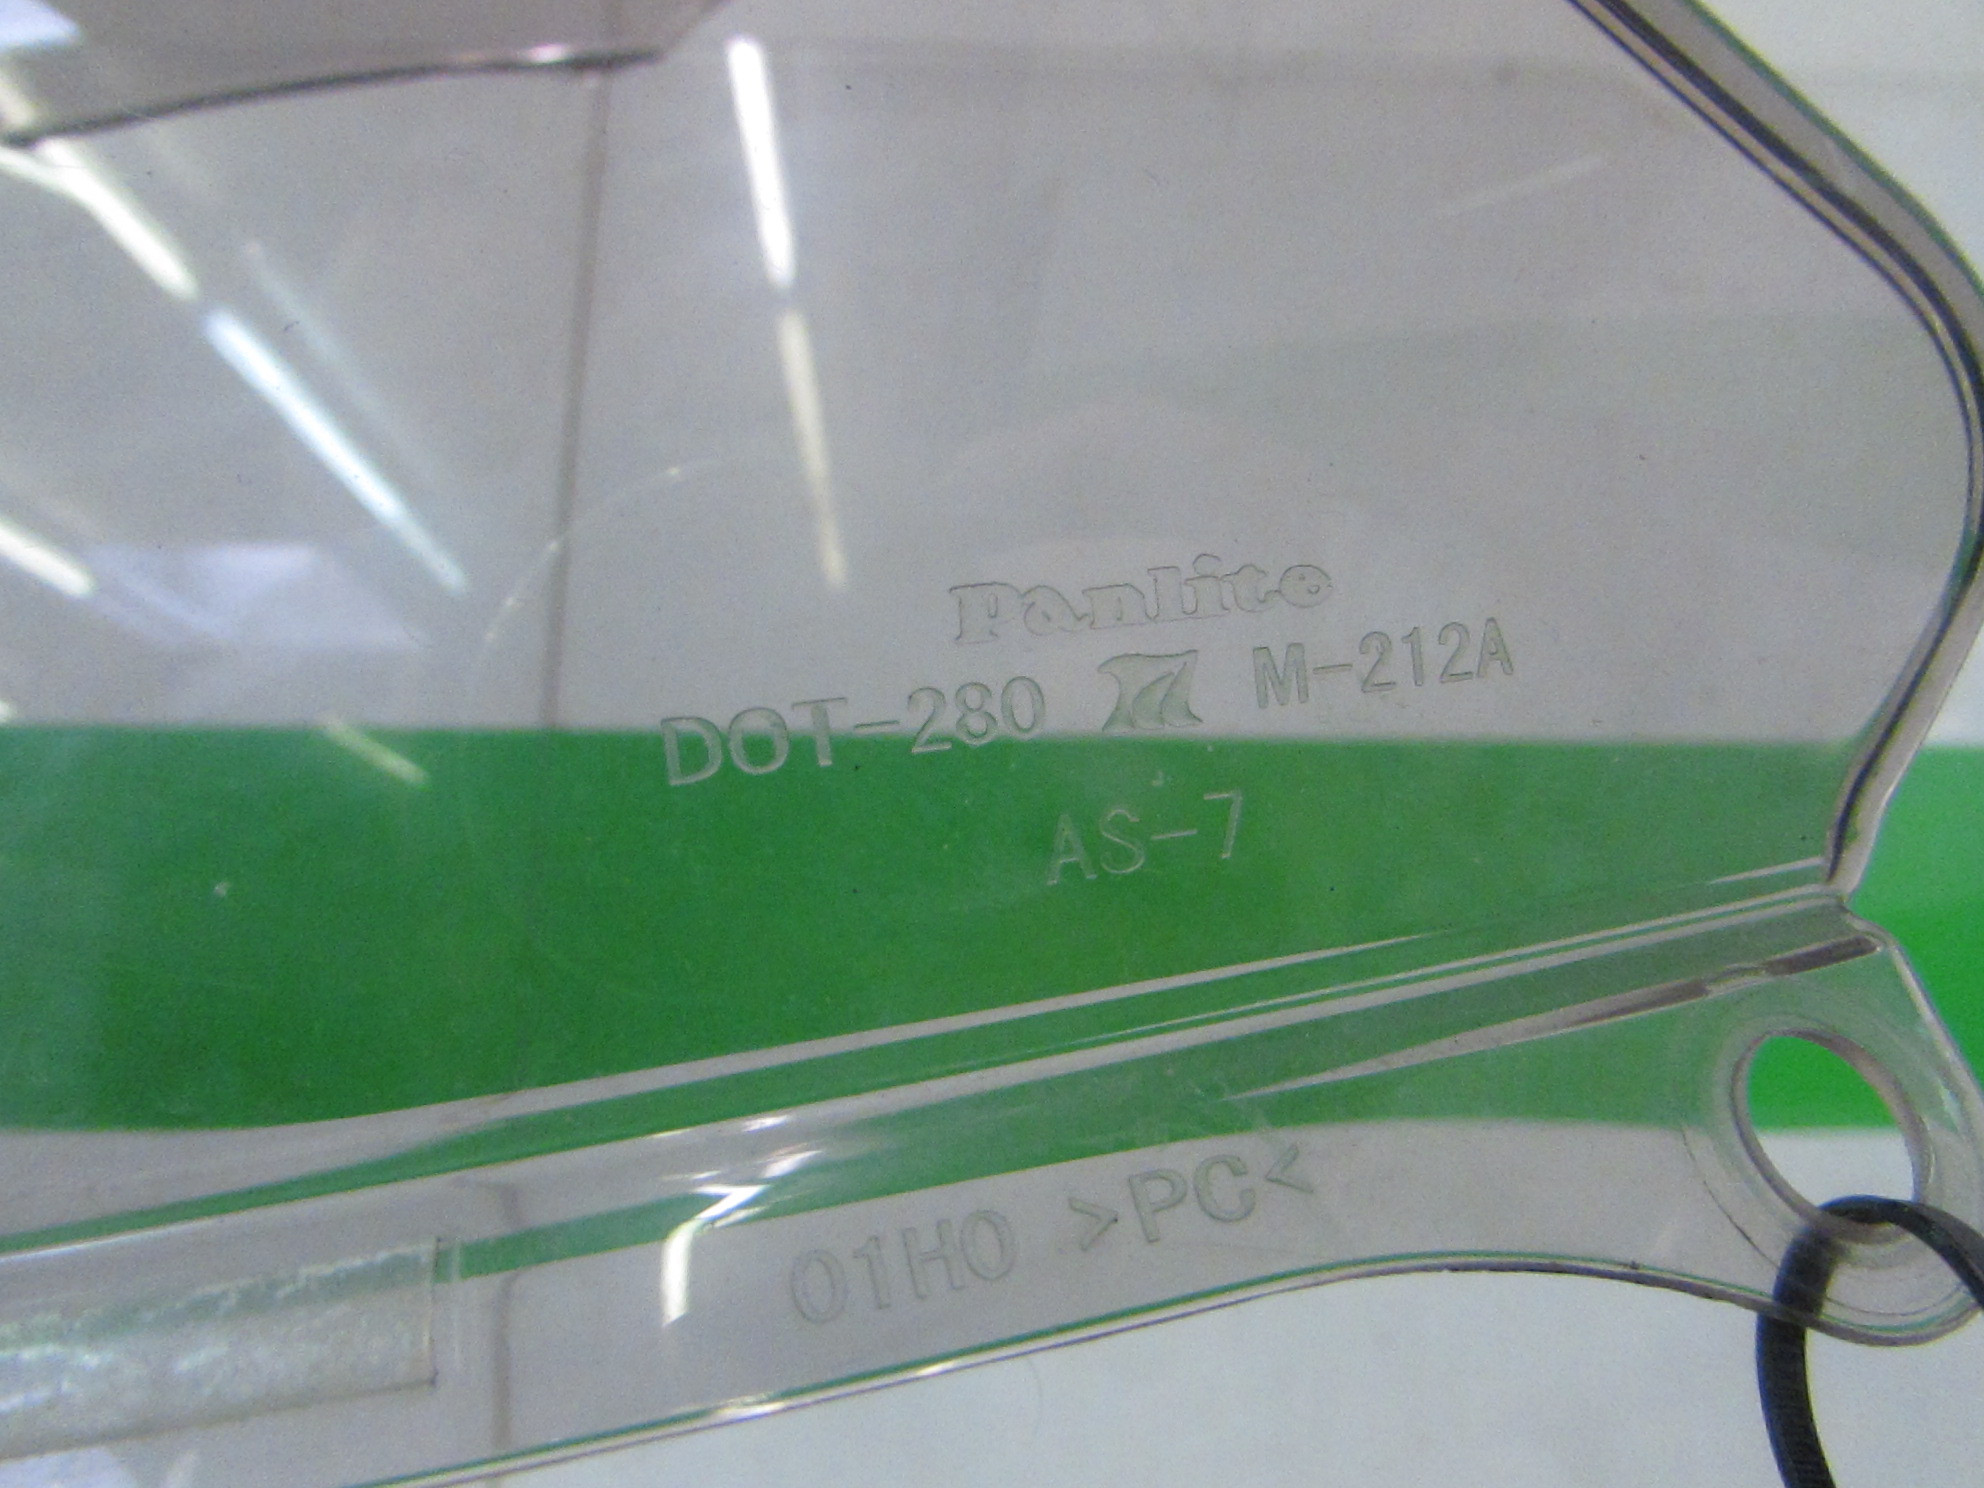 Panlite
DOT-280 M-212A
AS-7
01H0 >PC<